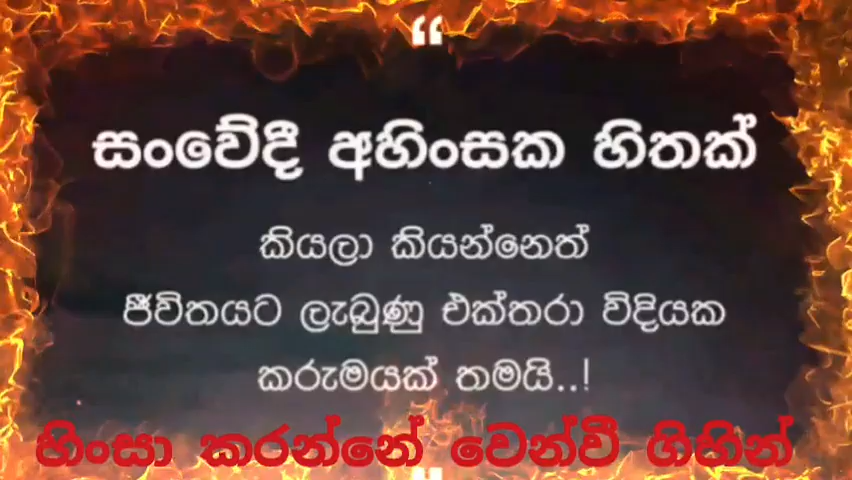 “
සංවේදී අහිංසක හිතක්
කියලා කියන්නෙත්
ජීවිතයට ලැබුණු එක්තරා විදියක
කරුමයක් තමයි..!
හිංසා කරන්නේ වෙන්වී ගිහින්
"